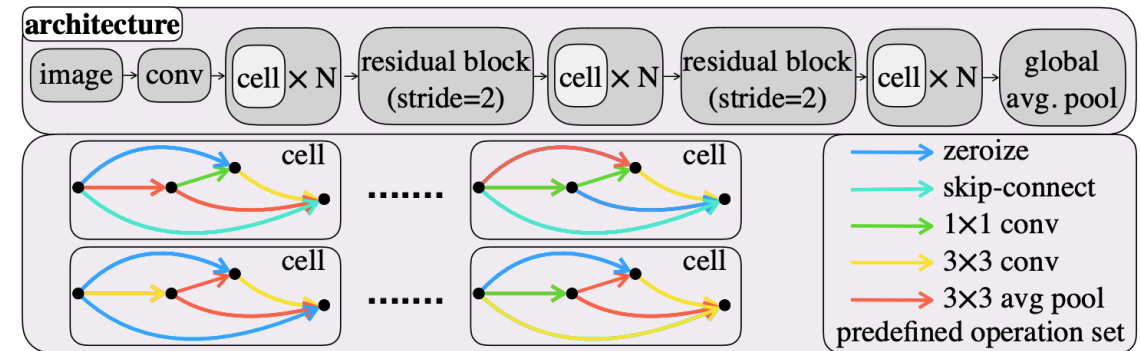 architecture
image
conv
cell × N
residual block
(stride=2)
cell × N
residual block
(stride=2)
cell × N
global
avg. pool
cell
.......
cell
cell
.......
cell
zeroize
skip-connect
1×1 conv
3×3 conv
3×3 avg pool
predefined operation set